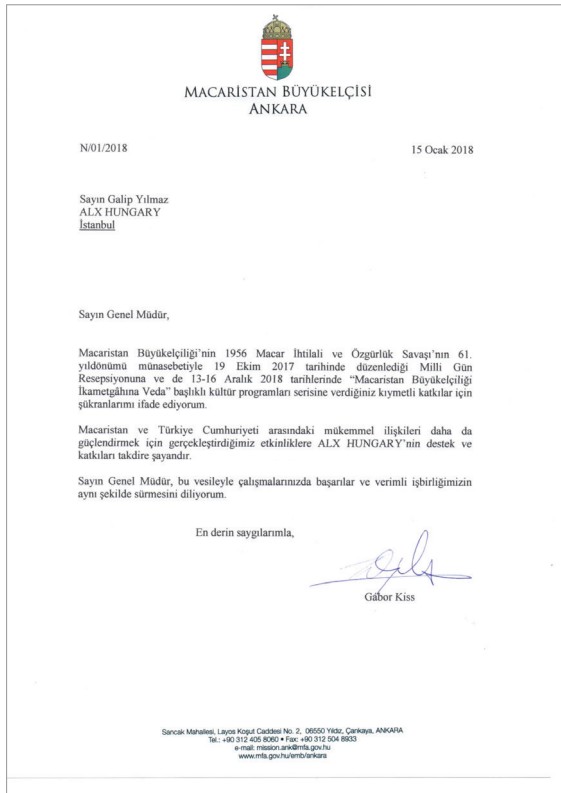 MACARİSTAN BÜYÜKELÇİSİ
ANKARA
N/01/2018
15 Ocak 2018
Sayın Galip Yılmaz
ALX HUNGARY
İstanbul
Sayın Genel Müdür,
Macaristan Büyükelçiliği'nin 1956 Macar İhtilali ve Özgürlük Savaşı'nın 61.
yıldönümü münasebetiyle 19 Ekim 2017 tarihinde düzenlediği Milli Gün
Resepsiyonuna ve de 13-16 Aralık 2018 tarihlerinde “Macaristan Büyükelçiliği
İkametgâhına Veda” başlıklı kültür programları serisine verdiğiniz kıymetli katkılar için
şükranlarımı ifade ediyorum.
Macaristan ve Türkiye Cumhuriyeti arasındaki mükemmel ilişkileri daha da
güçlendirmek için gerçekleştirdiğimiz etkinliklere ALX HUNGARY'nin destek ve
katkıları takdire şayandır.
Sayın Genel Müdür, bu vesileyle çalışmalarınızda başarılar ve verimli işbirliğimizin
aynı şekilde sürmesini diliyorum.
En derin saygılarımla,
Gábor Kiss
Sancak Mahallesi, Layos Koşut Caddesi No. 2, 06550 Yıldız, Çankaya, ANKARA
Tel.: +90 312 405 8060 • Fax: +90 312 504 8933
e-mail: mission.ank@mfa.gov.hu
www.mfa.gov.hu/emb/ankara